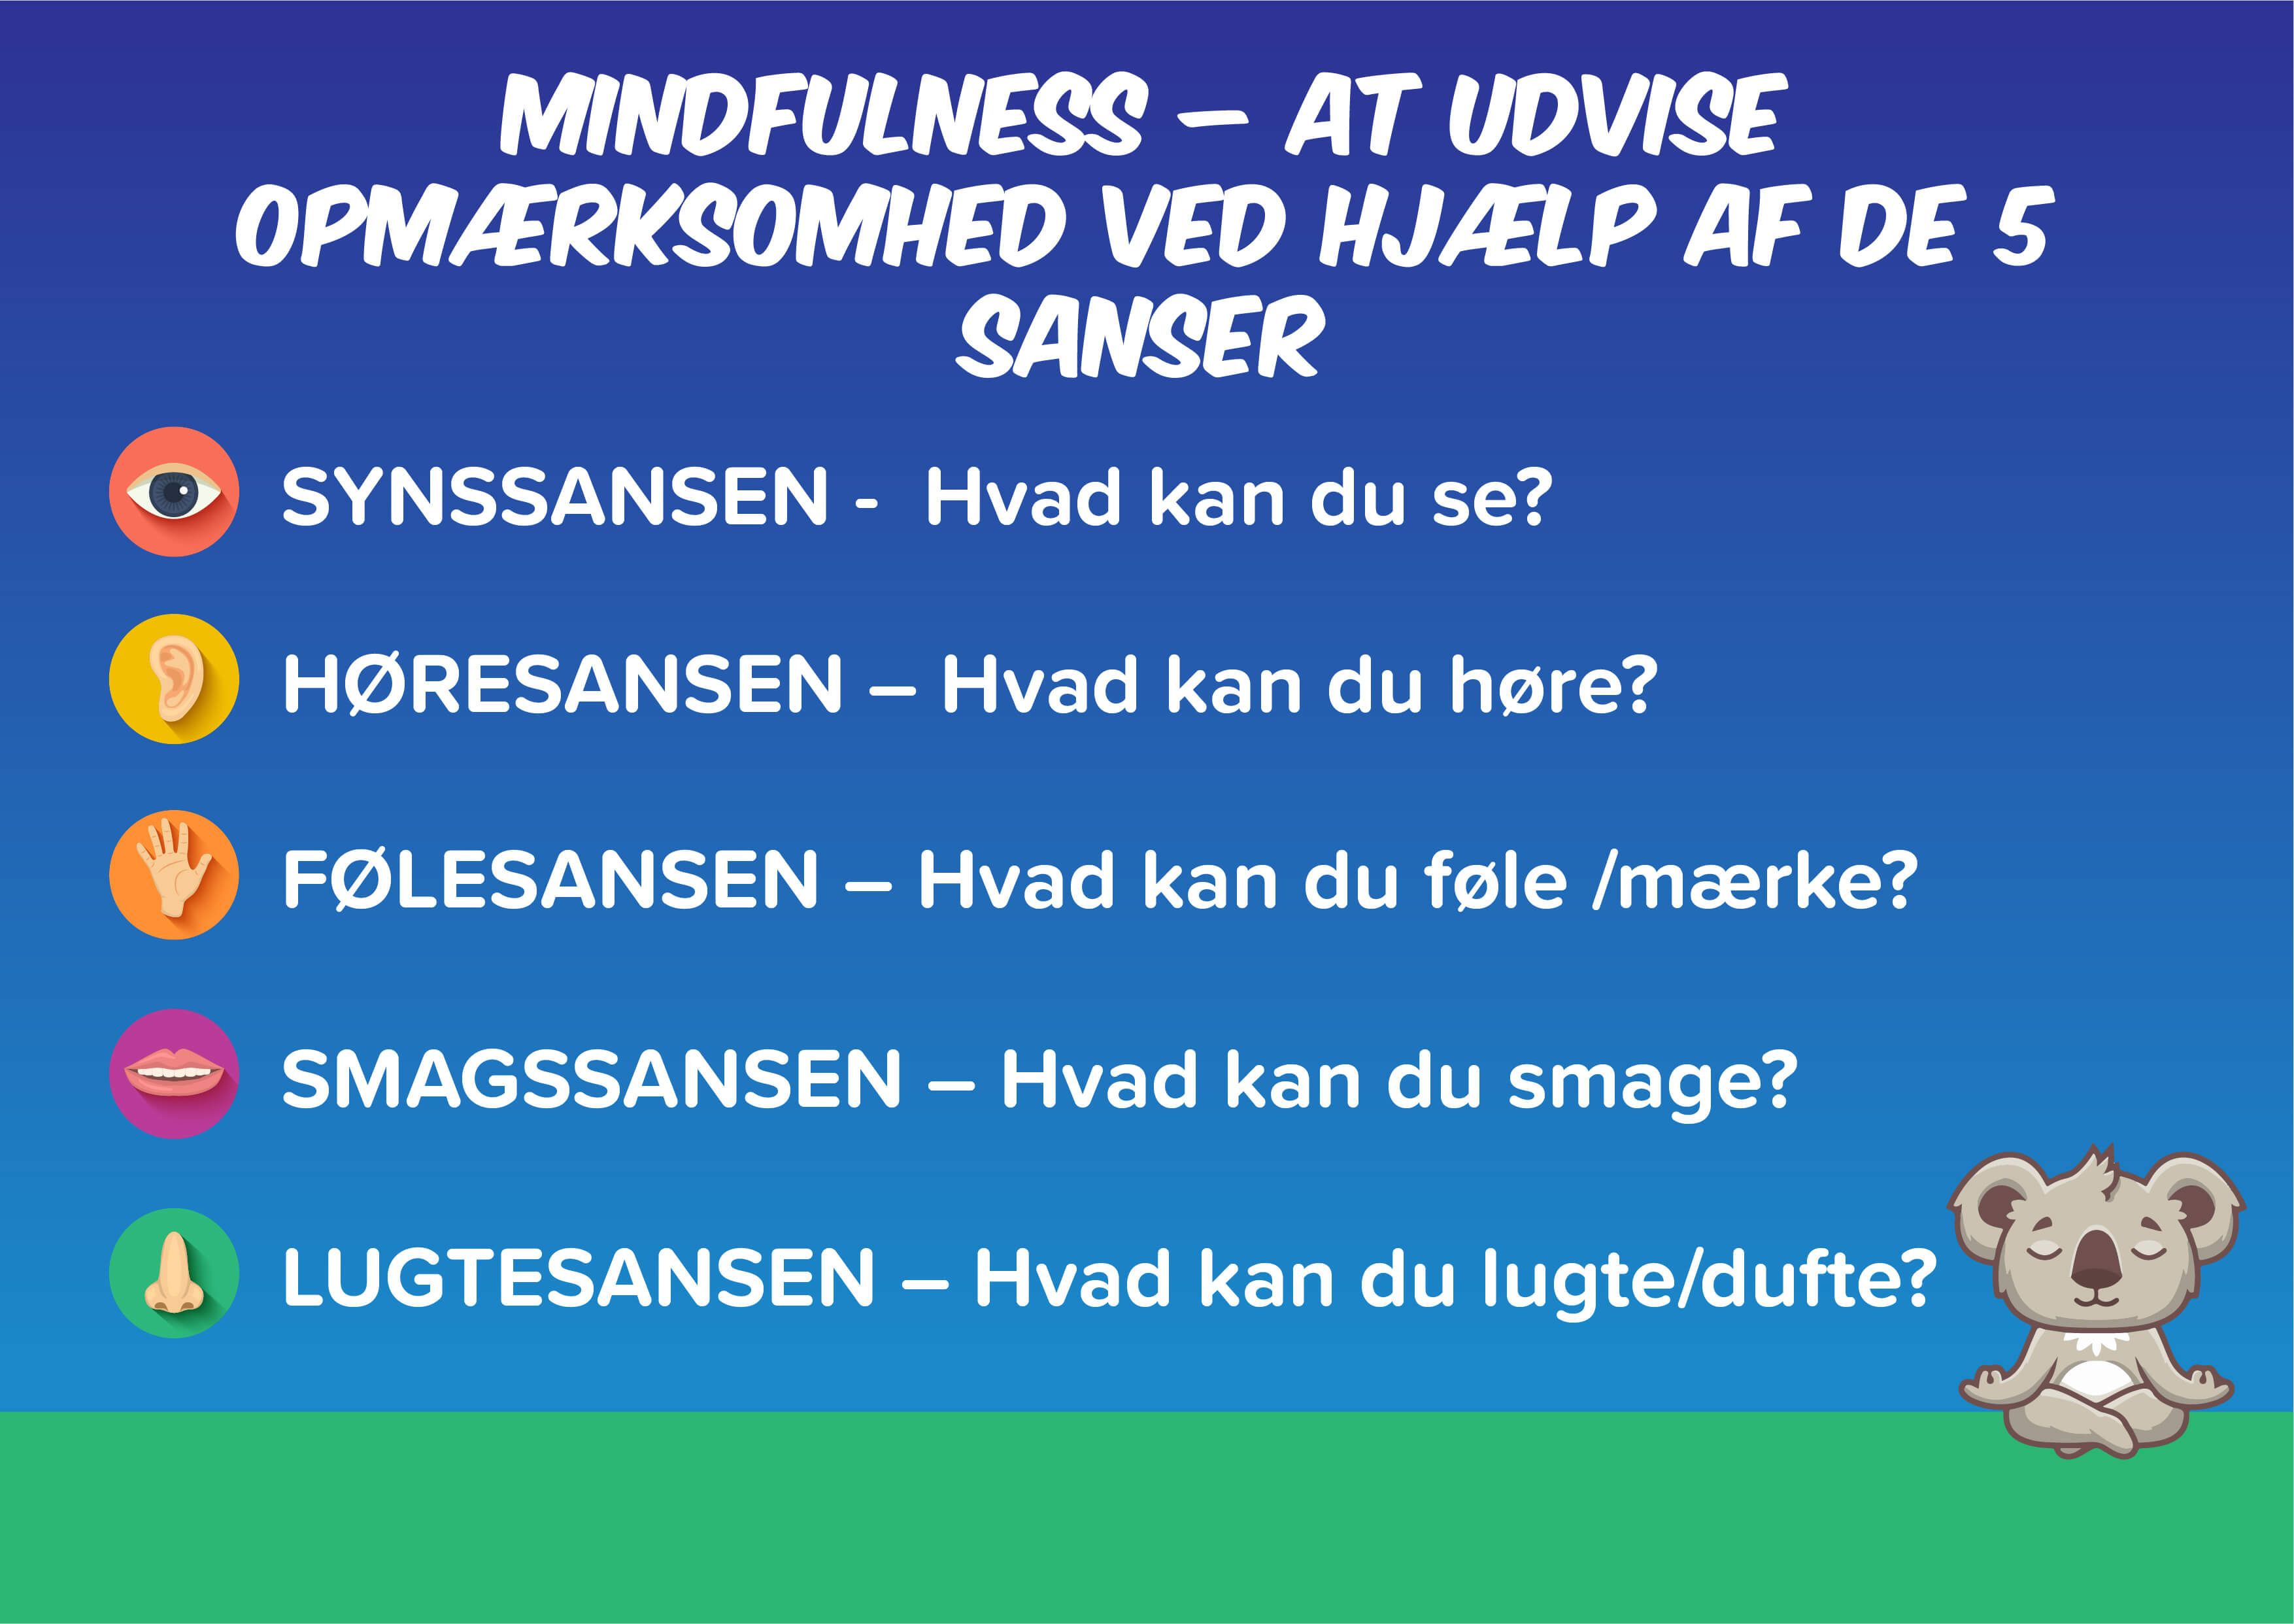 MINDFULNESS – AT UDVISE
OPMÆRKSOMHED VED HJÆLP AF DE 5
SANSER
SYNSSANSEN - Hvad kan du se?
HØRESANSEN – Hvad kan du høre?
FØLESANSEN – Hvad kan du føle /mærke?
SMAGSSANSEN – Hvad kan du smage?
LUGTESANSEN – Hvad kan du lugte/dufte?